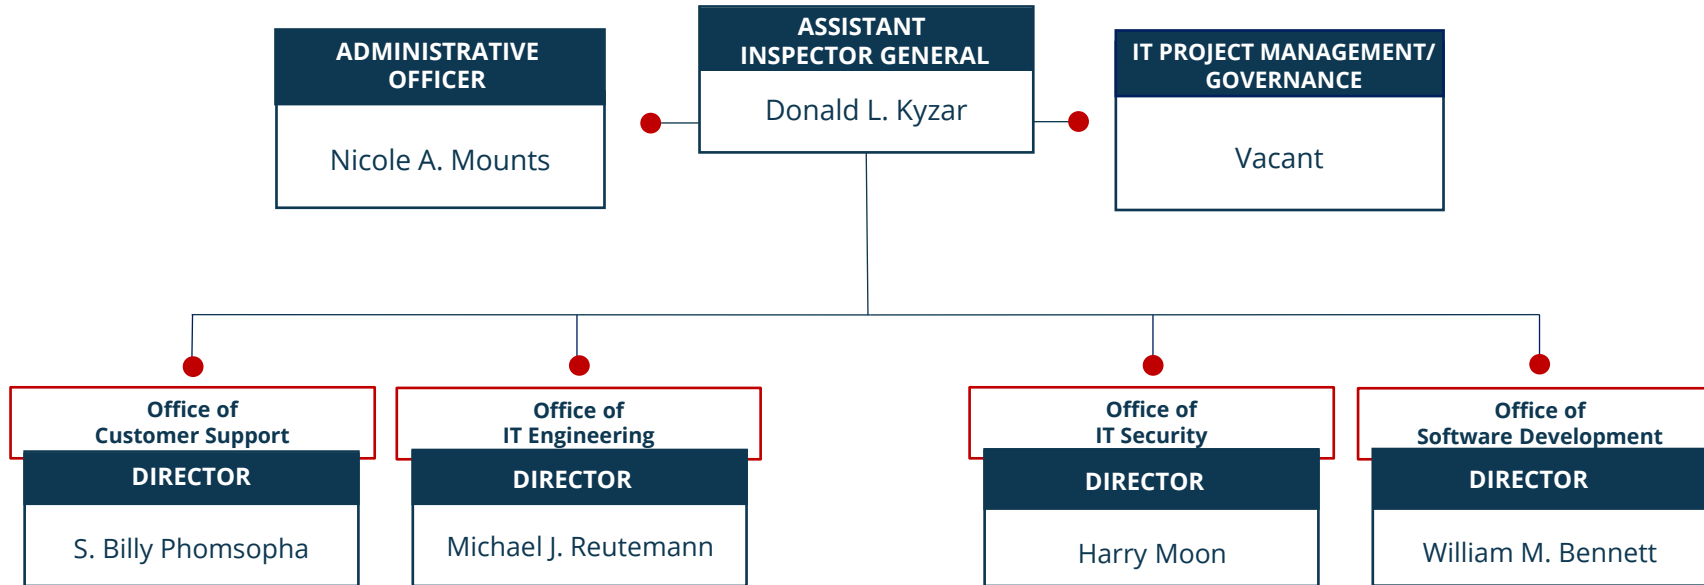 ADMINISTRATIVE
OFFICER
Nicole A. Mounts
ASSISTANT
INSPECTOR GENERAL
Donald L. Kyzar
IT PROJECT MANAGEMENT/
GOVERNANCE
Vacant
Office of
Customer Support
DIRECTOR
S. Billy Phomsopha
Office of
IT Engineering
DIRECTOR
Michael J. Reutemann
Office of
IT Security
DIRECTOR
Harry Moon
Office of
Software Development
DIRECTOR
William M. Bennett